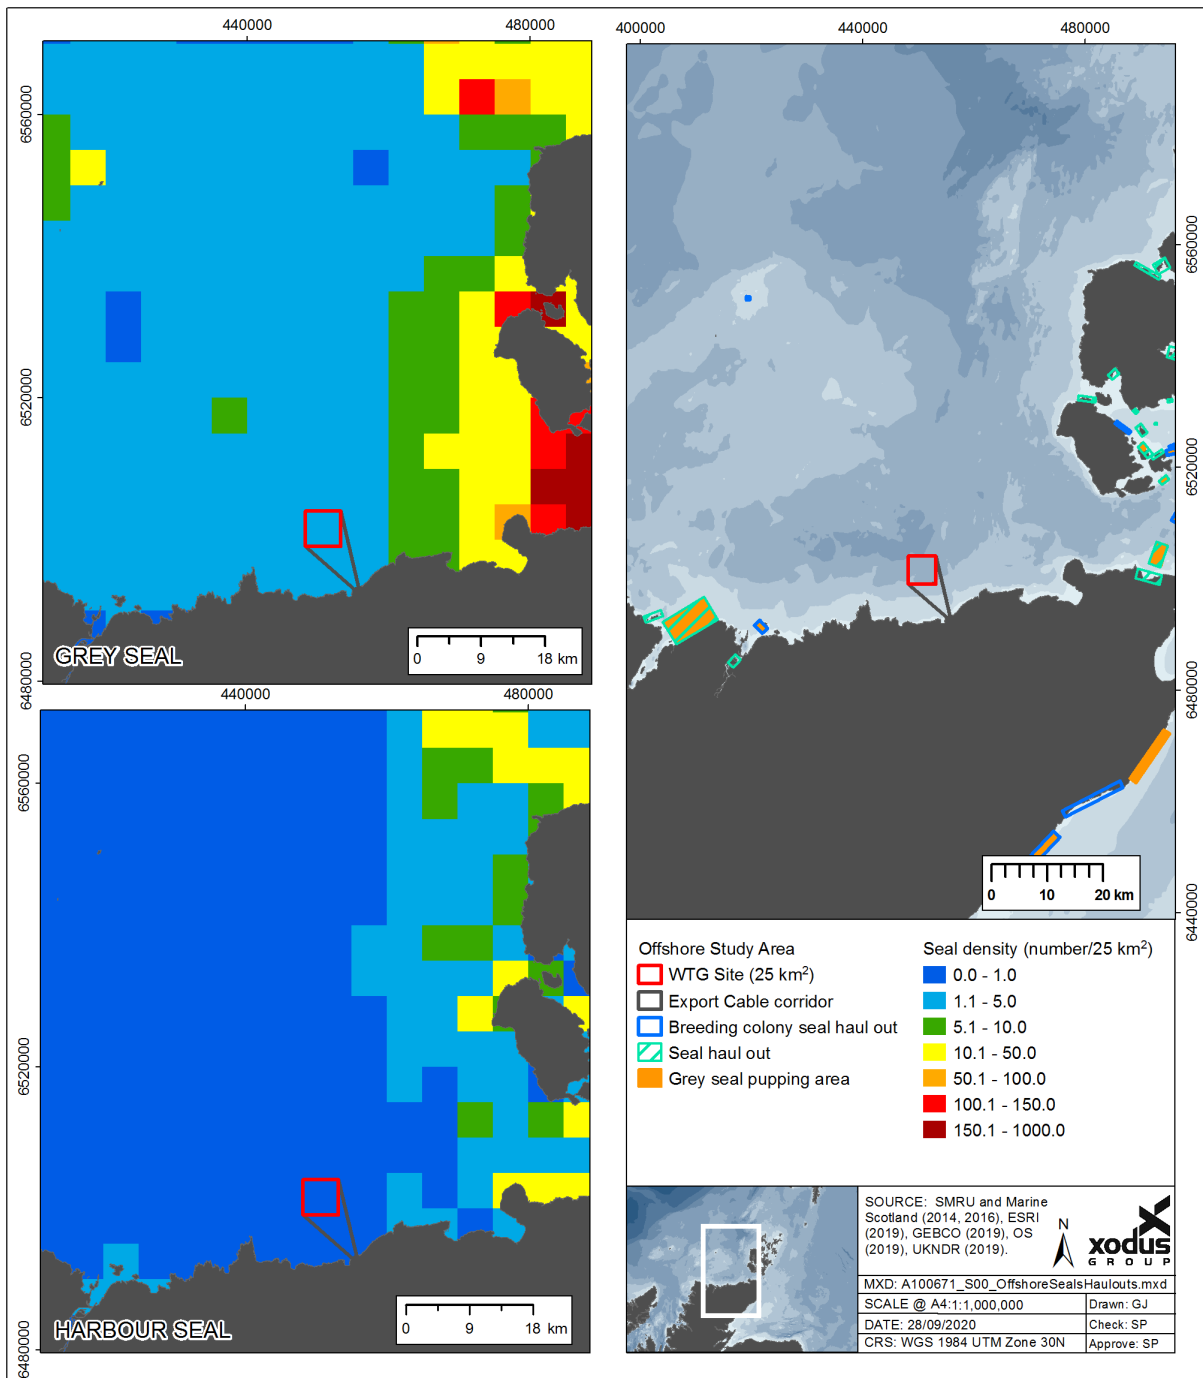 440000
480000
6560000
6520000
6480000
GREY SEAL
0 9 18 km
440000
480000
6560000
6520000
6480000
HARBOUR SEAL
0 9 18 km
400000
440000
480000
6560000
6520000
6480000
6440000
0 10 20 km
Offshore Study Area
WTG Site (25 km²)
Export Cable corridor
Breeding colony seal haul out
Seal haul out
Grey seal pupping area
Seal density (number/25 km²)
0.0 - 1.0
1.1 - 5.0
5.1 - 10.0
10.1 - 50.0
50.1 - 100.0
100.1 - 150.0
150.1 - 1000.0
SOURCE: SMRU and Marine
Scotland (2014, 2016), ESRI
(2019), GEBCO (2019), OS
(2019), UKNDR (2019).
N
xodus
GROUP
MXD: A100671_S00_OffshoreSealsHaulouts.mxd
SCALE @ A4:1:1,000,000
Drawn: GJ
DATE: 28/09/2020
Check: SP
CRS: WGS 1984 UTM Zone 30N
Approve: SP